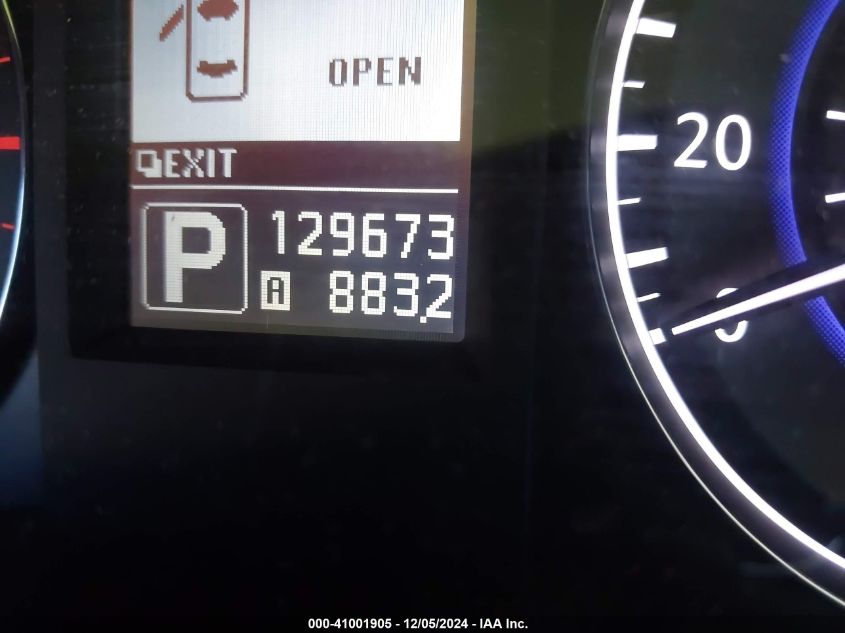 OPEN
EXIT
20
P 129673
A 883.2
0
000-41001905 - 12/05/2024 - IAA Inc.